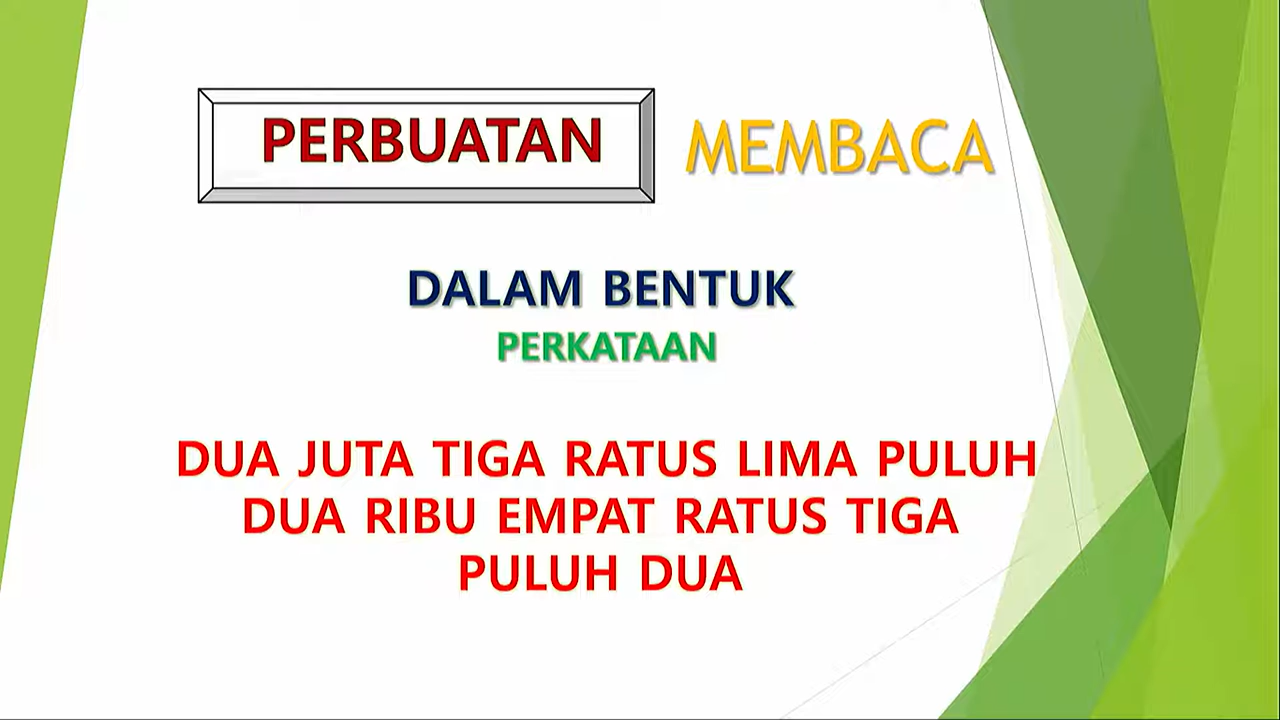 PERBUATAN MEMBACA
DALAM BENTUK
PERKATAAN
DUA JUTA TIGA RATUS LIMA PULUH
DUA RIBU EMPAT RATUS TIGA
PULUH DUA